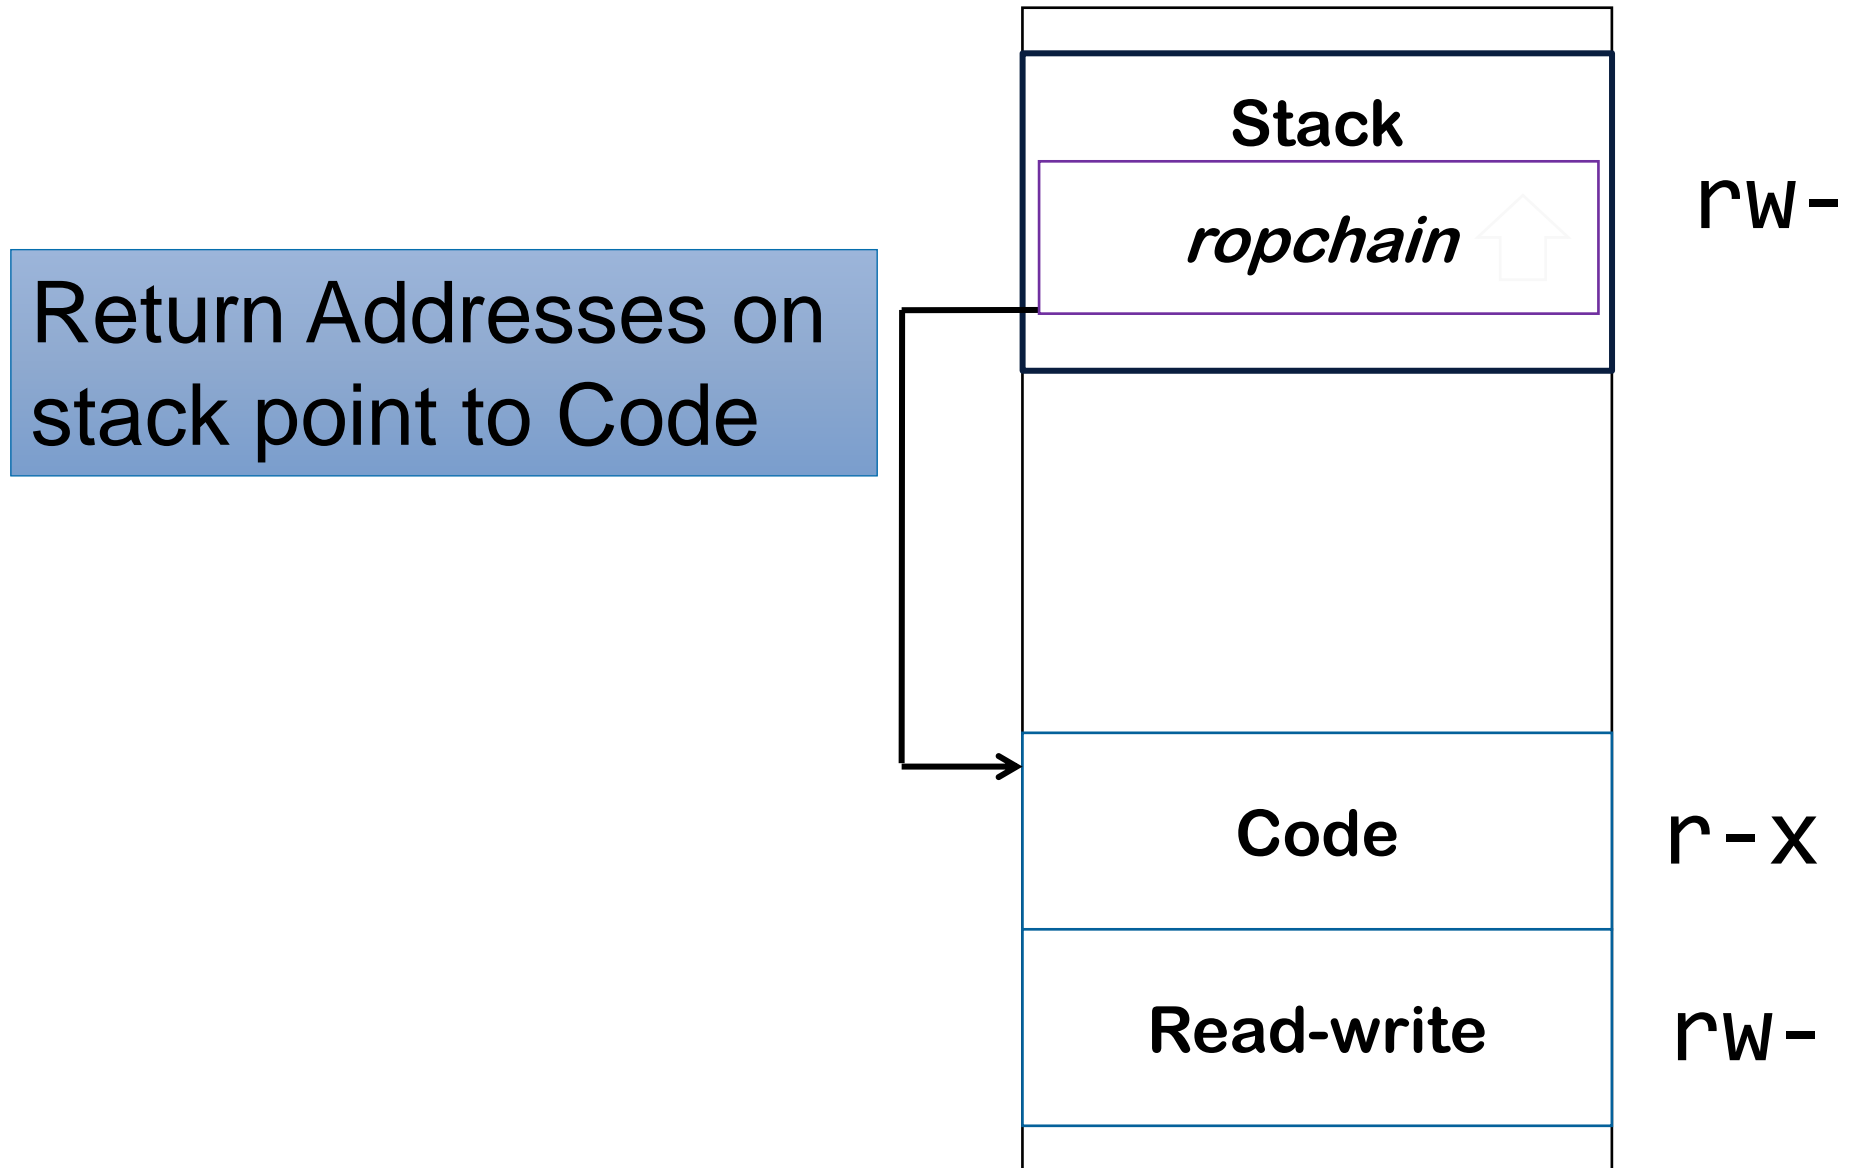 Stack
ropchain
rw-
Return Addresses on
stack point to Code
Code
r-x
Read-write
rw-